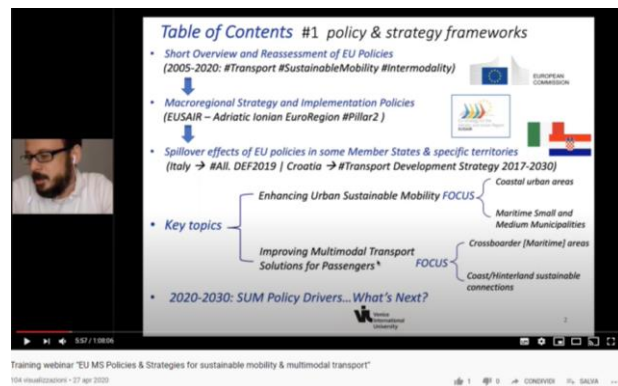 Table of Contents #1 policy & strategy frameworks
• Short Overview and Reassessment of EU Policies
(2005-2020: #Transport #SustainableMobility #Intermodality)
EUROPEAN
COMMISSION
• Macroregional Strategy and Implementation Policies
(EUSAIR – Adriatic Ionian EuroRegion #Pillar2 )
• Spillover effects of EU policies in some Member States & specific territories
(Italy → #All. DEF2019 | Croatia → #Transport Development Strategy 2017-2030)
• Key topics
Enhancing Urban Sustainable Mobility FOCUS
Coastal urban areas
Maritime Small and
Medium Municipalities
Improving Multimodal Transport
Solutions for Passengers
FOCUS
Crossboarder [Maritime] areas
Coast/Hinterland sustainable
connections
• 2020-2030: SUM Policy Drivers...What's Next?
Venice
International
University
2
5:57 / 1:08:06
Training webinar "EU MS Policies & Strategies for sustainable mobility & multimodal transport"
104 visualizzazioni • 27 apr 2020
1
0
CONDIVIDI
SALVA
...